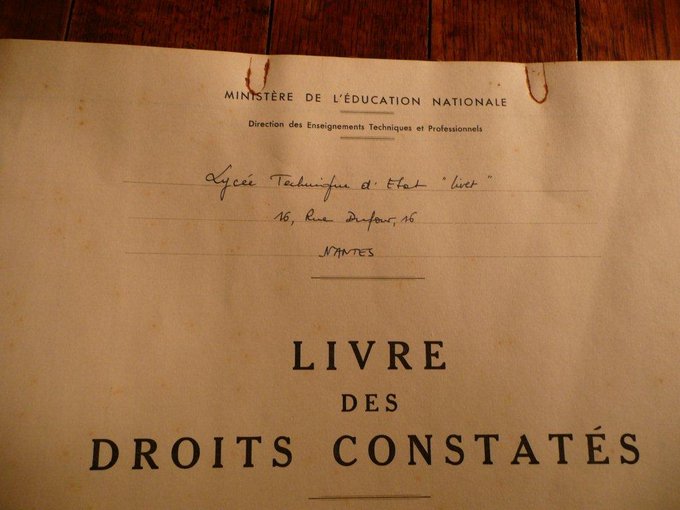 MINISTÈRE DE L'ÉDUCATION NATIONALE
Direction des Enseignements Techniques et Professionnels
Lycée Technique d'Etat "Livet"
16, Rue Dufour, 16
NANTES
LIVRE
DES
DROITS CONSTATÉS